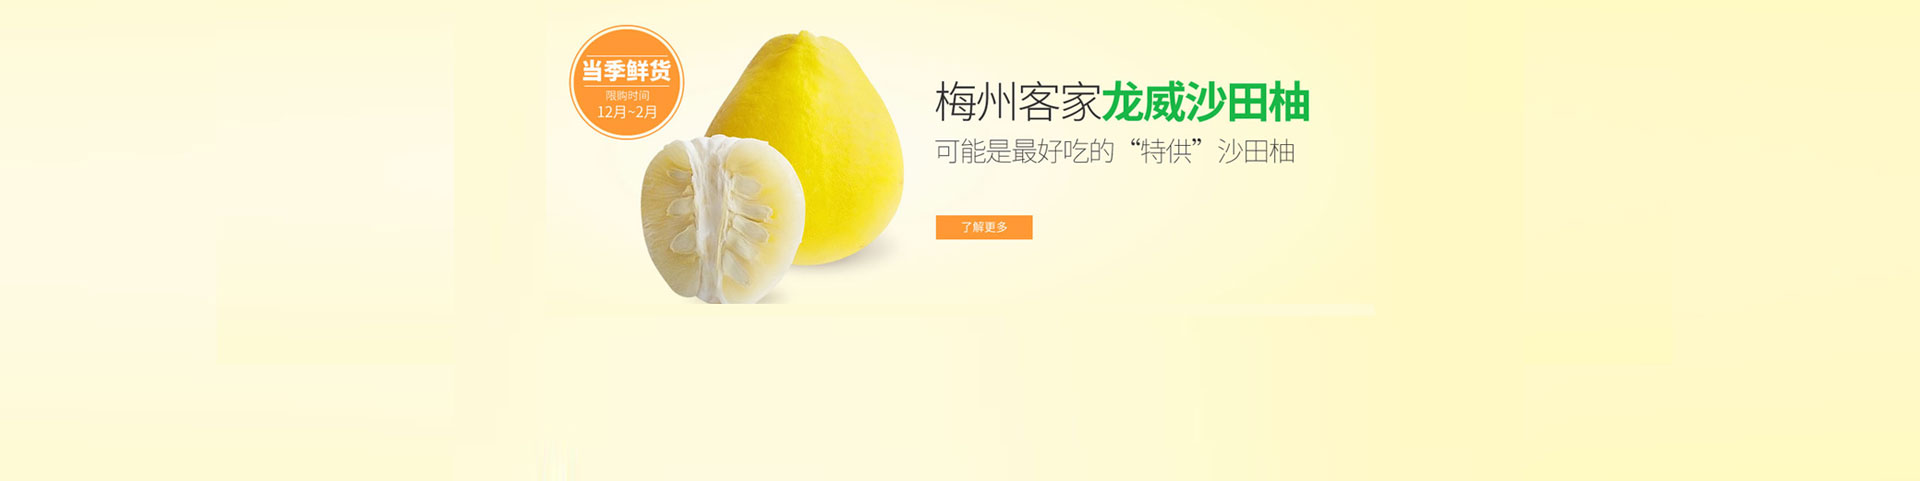 当季鲜货
限购时间
12月~2月
梅州客家龙威沙田柚
可能是最好吃的“特供”沙田柚
了解更多